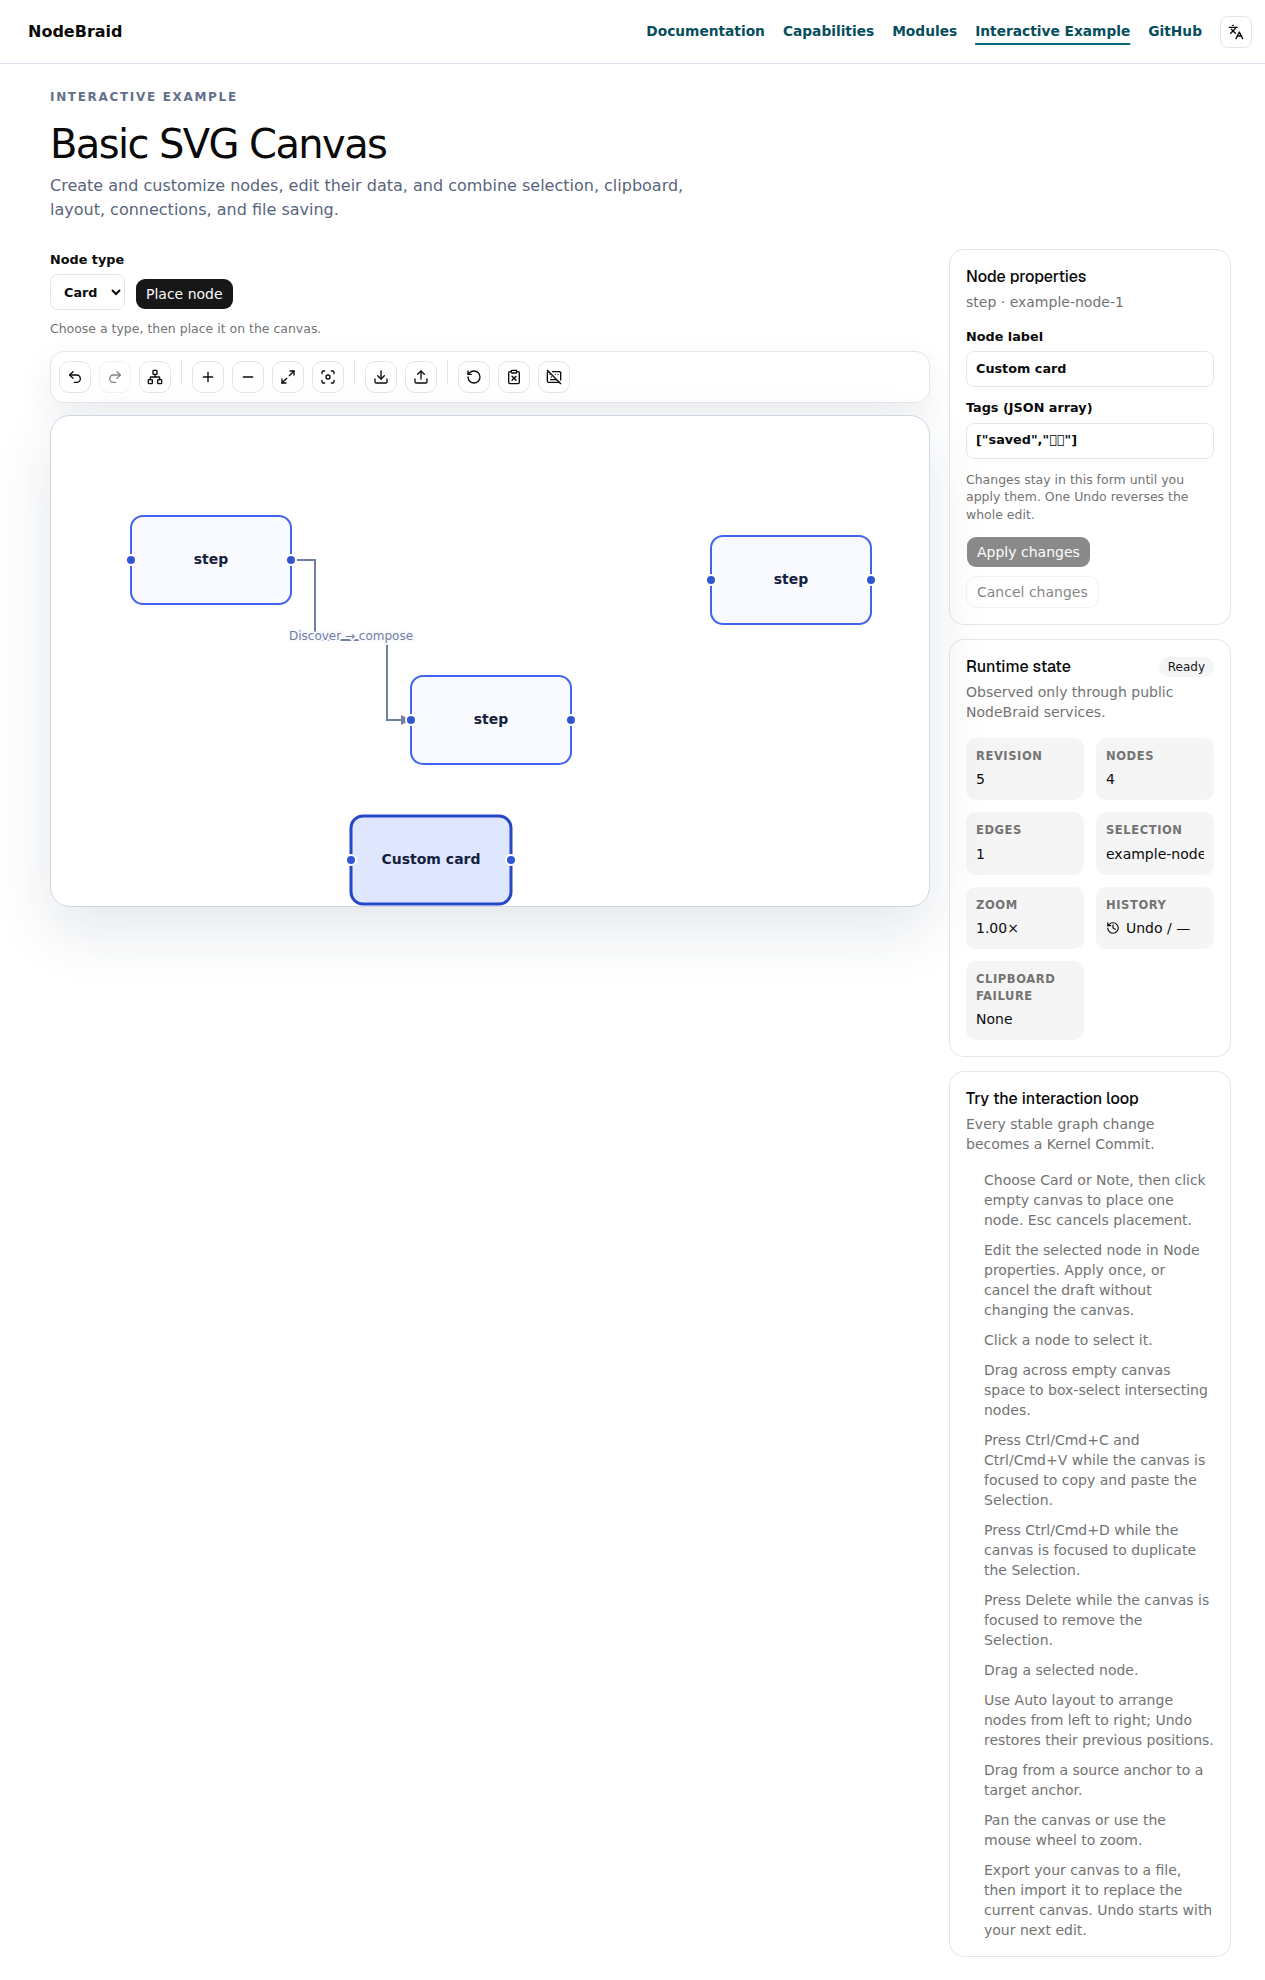 NodeBraid
Documentation Capabilities Modules Interactive Example GitHub
INTERACTIVE EXAMPLE
Basic SVG Canvas
Create and customize nodes, edit their data, and combine selection, clipboard,
layout, connections, and file saving.
Node type
Card
Place node
Choose a type, then place it on the canvas.
step
step
Discover → compose
step
Custom card
Node properties
step · example-node-1
Node label
Custom card
Tags (JSON array)
["saved","▯▯"]
Changes stay in this form until you
apply them. One Undo reverses the
whole edit.
Apply changes
Cancel changes
Runtime state
Ready
Observed only through public
NodeBraid services.
REVISION
5
NODES
4
EDGES
1
SELECTION
example-node
ZOOM
1.00×
HISTORY
Undo / —
CLIPBOARD
FAILURE
None
Try the interaction loop
Every stable graph change
becomes a Kernel Commit.
Choose Card or Note, then click
empty canvas to place one
node. Esc cancels placement.
Edit the selected node in Node
properties. Apply once, or
cancel the draft without
changing the canvas.
Click a node to select it.
Drag across empty canvas
space to box-select intersecting
nodes.
Press Ctrl/Cmd+C and
Ctrl/Cmd+V while the canvas is
focused to copy and paste the
Selection.
Press Ctrl/Cmd+D while the
canvas is focused to duplicate
the Selection.
Press Delete while the canvas is
focused to remove the
Selection.
Drag a selected node.
Use Auto layout to arrange
nodes from left to right; Undo
restores their previous positions.
Drag from a source anchor to a
target anchor.
Pan the canvas or use the
mouse wheel to zoom.
Export your canvas to a file,
then import it to replace the
current canvas. Undo starts with
your next edit.